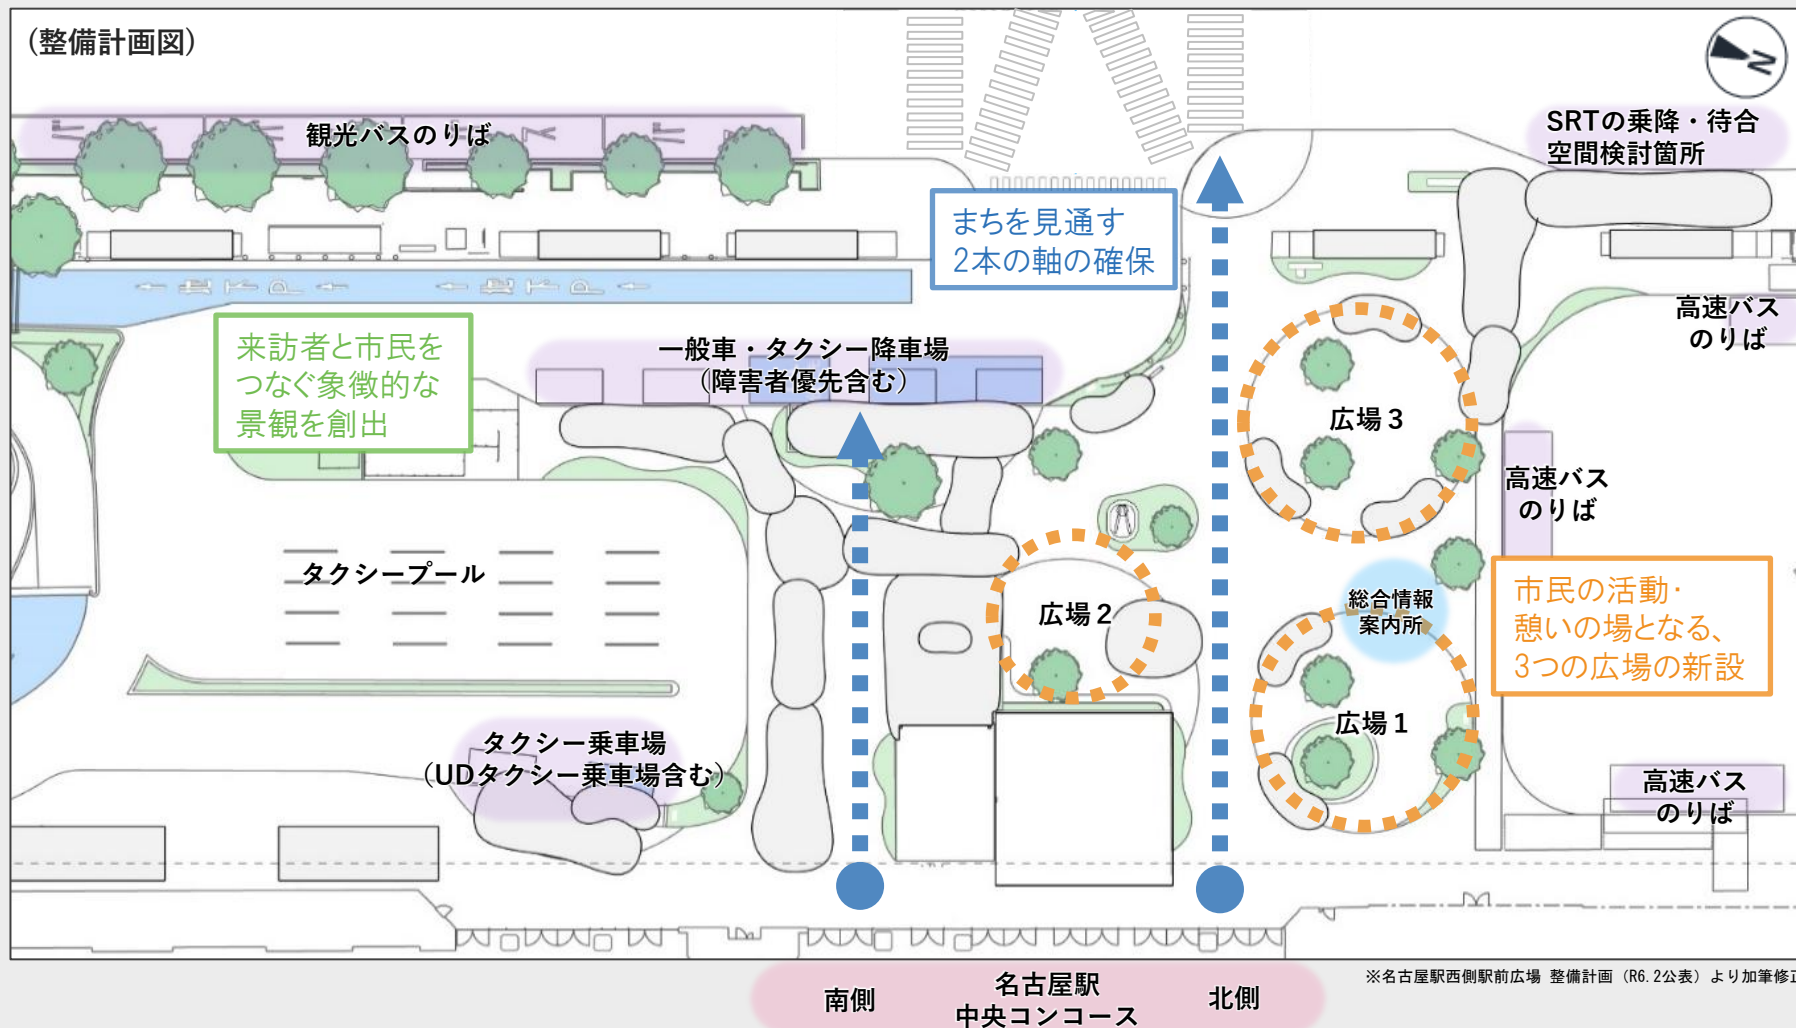 (整備計画図)
N
観光バスのりば
SRTの乗降・待合
空間検討箇所
まちを見通す
2本の軸の確保
高速バス
のりば
来訪者と市民を
つなぐ象徴的な
景観を創出
一般車・タクシー降車場
(障害者優先含む)
広場３
高速バス
のりば
タクシープール
広場２
総合情報
案内所
市民の活動・
憩いの場となる、
3つの広場の新設
広場１
タクシー乗車場
(UDタクシー乗車場含む)
高速バス
のりば
南側
名古屋駅
中央コンコース
北側
※名古屋駅西側駅前広場 整備計画（R6.2公表）より加筆修正